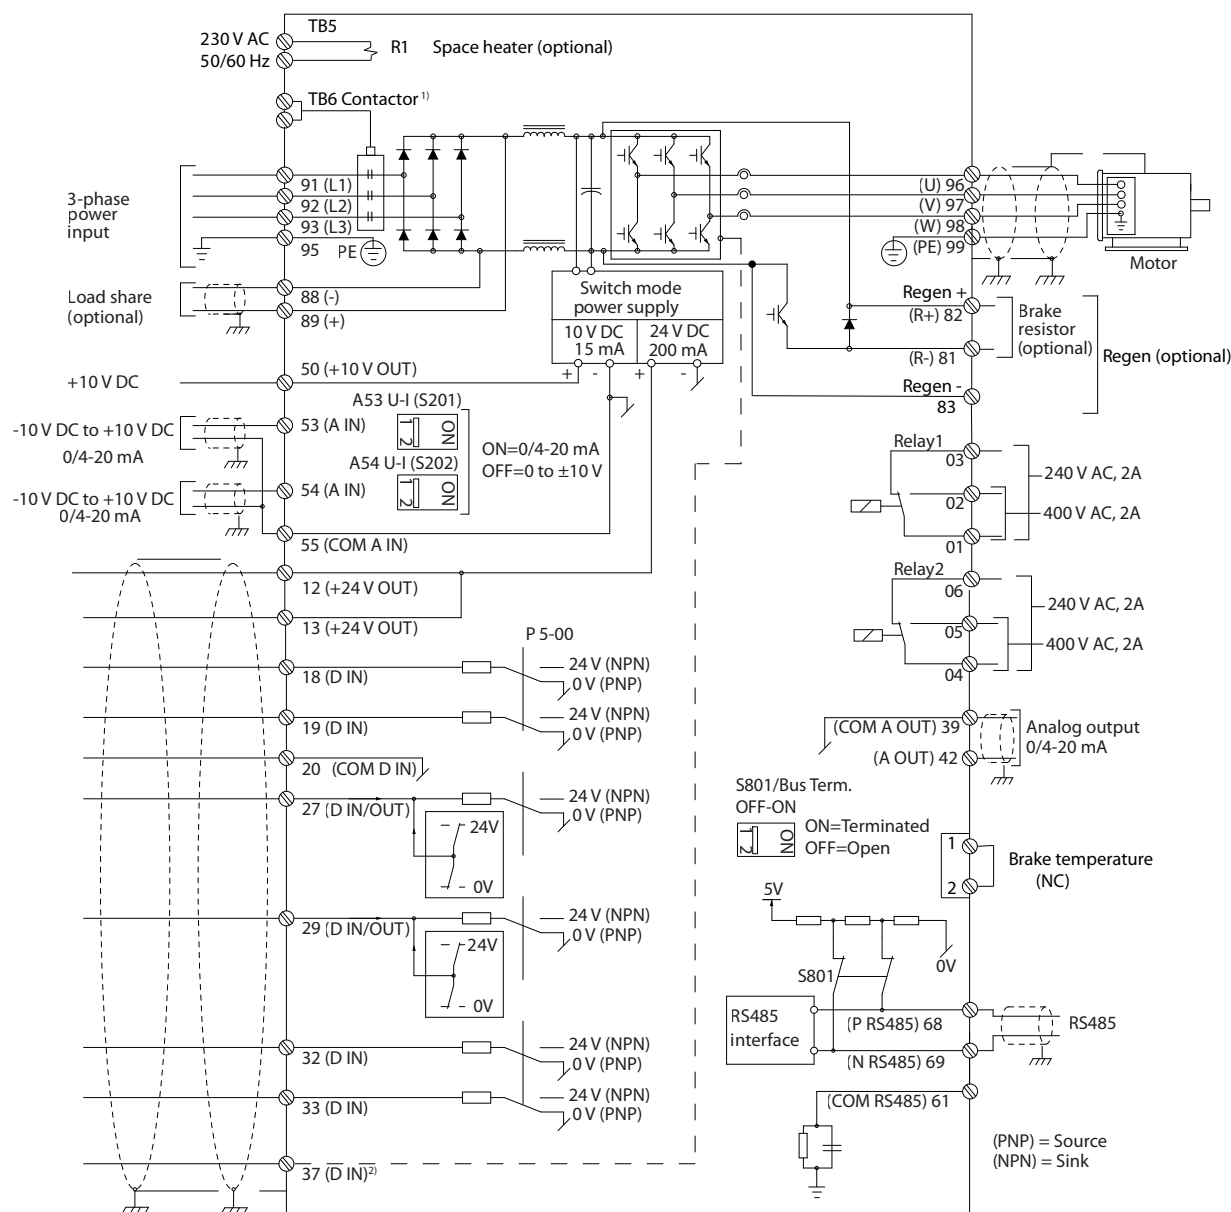 TB5
230 V AC
50/60 Hz
R1
Space heater (optional)
TB6 Contactor 1)
3-phase
power
input
91 (L1)
92 (L2)
93 (L3)
95
PE
Load share
(optional)
88 (-)
89 (+)
+10 V DC
50 (+10 V OUT)
Switch mode
power supply
10 V DC
15 mA
24 V DC
200 mA
+
-
+
-
(U) 96
(V) 97
(W) 98
(PE) 99
Motor
Regen +
(R+) 82
Brake
resistor
(optional)
(R-) 81
Regen (optional)
Regen -
83
-10 V DC to +10 V DC
0/4-20 mA
53 (A IN)
A53 U-I (S201)
1 2
ON
A54 U-I (S202)
1 2
ON
ON=0/4-20 mA
OFF=0 to ±10 V
-10 V DC to +10 V DC
0/4-20 mA
54 (A IN)
55 (COM A IN)
12 (+24 V OUT)
13 (+24 V OUT)
Relay1
03
240 V AC, 2A
02
400 V AC, 2A
01
Relay2
06
240 V AC, 2A
05
400 V AC, 2A
04
P 5-00
18 (D IN)
24 V (NPN)
0 V (PNP)
19 (D IN)
24 V (NPN)
0 V (PNP)
20 (COM D IN)
27 (D IN/OUT)
24 V (NPN)
0 V (PNP)
24V
0V
29 (D IN/OUT)
24 V (NPN)
0 V (PNP)
24V
0V
32 (D IN)
24 V (NPN)
0 V (PNP)
33 (D IN)
24 V (NPN)
0 V (PNP)
37 (D IN) 2)
(COM A OUT) 39
Analog output
0/4-20 mA
(A OUT) 42
S801/Bus Term.
OFF-ON
1 2
ON
ON=Terminated
OFF=Open
1
2
Brake temperature
(NC)
5V
0V
S801
RS485
interface
(P RS485) 68
RS485
(N RS485) 69
(COM RS485) 61
(PNP) = Source
(NPN) = Sink